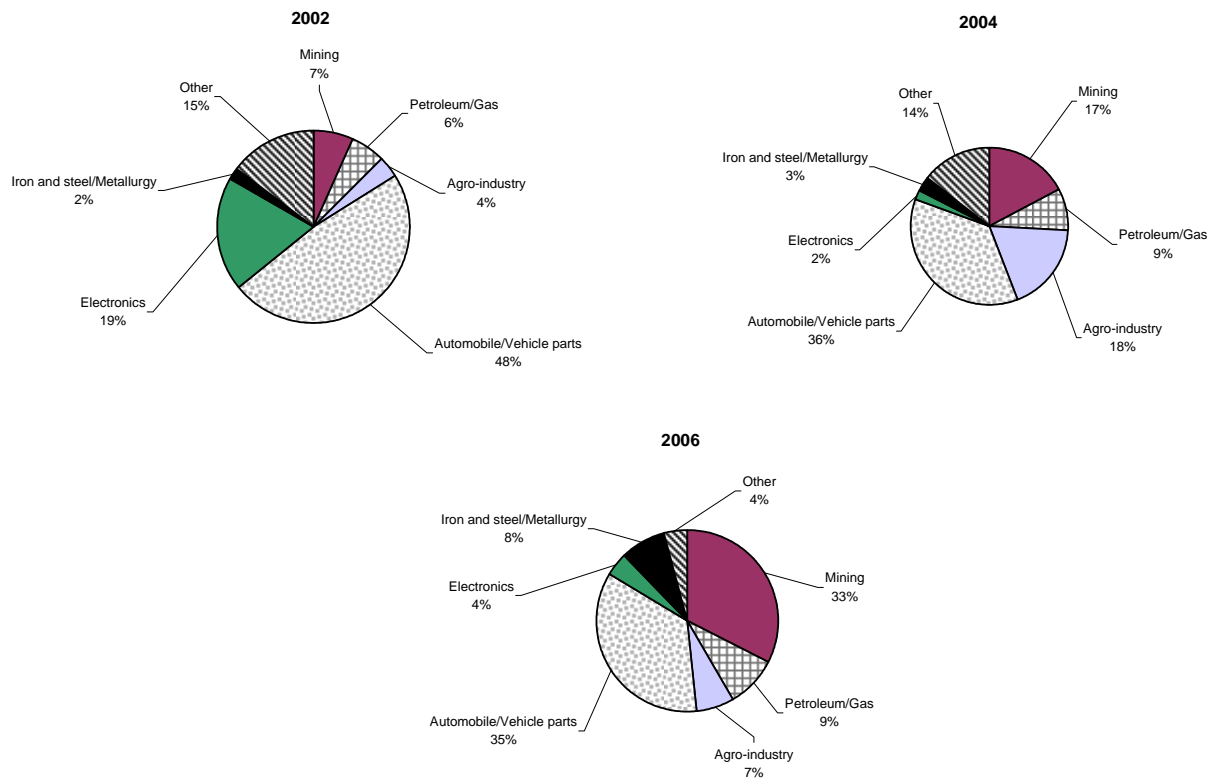 2002
Mining
7%
Petroleum/Gas
6%
Agro-industry
4%
Automobile/Vehicle parts
48%
Electronics
19%
Iron and steel/Metallurgy
2%
Other
15%
2004
Mining
17%
Petroleum/Gas
9%
Agro-industry
18%
Automobile/Vehicle parts
36%
Electronics
2%
Iron and steel/Metallurgy
3%
Other
14%
2006
Mining
33%
Petroleum/Gas
9%
Agro-industry
7%
Automobile/Vehicle parts
35%
Electronics
4%
Iron and steel/Metallurgy
8%
Other
4%